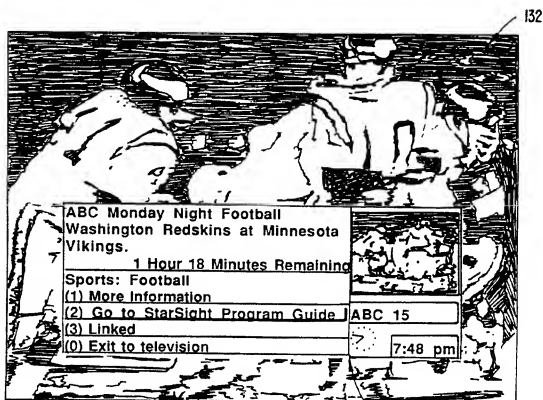 132
ABC Monday Night Football
Washington Redskins at Minnesota
Vikings.
1 Hour 18 Minutes Remaining
Sports: Football
(1) More Information
(2) Go to StarSight Program Guide
ABC 15
(3) Linked
(0) Exit to television
7:48 pm